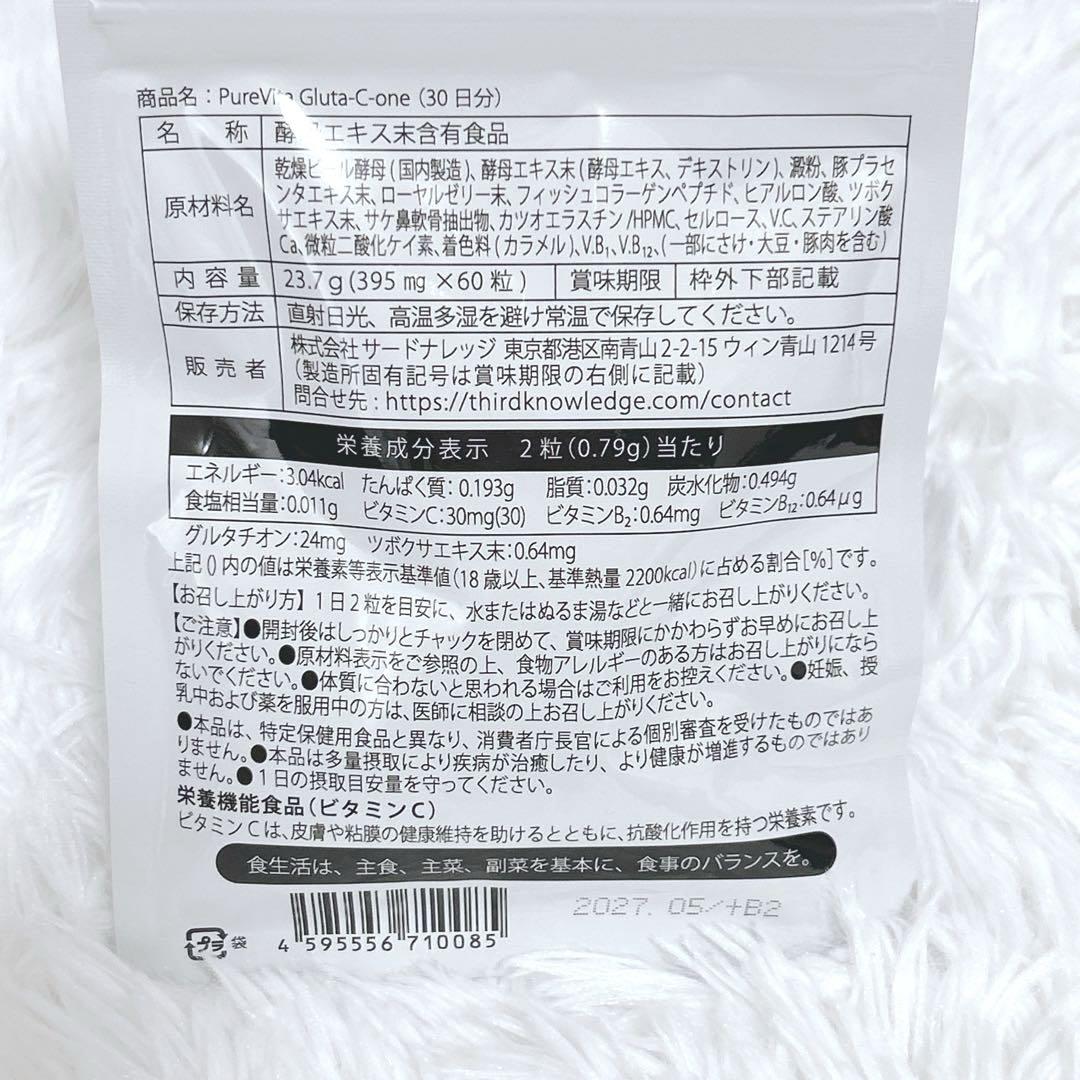 商品名：PureVita Gluta-C-one（30日分）
名 称 酵母エキス末含有食品
原材料名 乾燥ビール酵母(国内製造)、酵母エキス末(酵母エキス、デキストリン)、澱粉、豚プラセ
ンタエキス末、ローヤルゼリー末、フィッシュコラーゲンペプチド、ヒアルロン酸、ツボク
サエキス末、サケ鼻軟骨抽出物、カツオエラスチン/HPMC、セルロース、V.C、ステアリン酸
Ca、微粒二酸化ケイ素、着色料(カラメル)、V.B₁、V.B₁₂、(一部にさけ・大豆・豚肉を含む)
内容量 23.7g(395mg×60粒) 賞味期限 枠外下部記載
保存方法 直射日光、高温多湿を避け常温で保存してください。
販売者 株式会社サードナレッジ 東京都港区南青山2-2-15ウィン青山1214号
(製造所固有記号は賞味期限の右側に記載)
問合せ先：https://thirdknowledge.com/contact
栄養成分表示 2粒(0.79g)当たり
エネルギー：3.04kcal たんぱく質：0.193g 脂質：0.032g 炭水化物：0.494g
食塩相当量：0.011g ビタミンC：30mg(30) ビタミンB₂：0.64mg ビタミンB₁₂：0.64μg
グルタチオン：24mg ツボクサエキス末：0.64mg
上記()内の値は栄養素等表示基準値(18歳以上、基準熱量2200kcal)に占める割合[%]です。
【お召し上がり方】1日2粒を目安に、水またはぬるま湯などと一緒にお召し上がりください。
【ご注意】●開封後はしっかりとチャックを閉めて、賞味期限にかかわらずお早めにお召し上
がりください。●原材料表示をご参照の上、食物アレルギーのある方はお召し上がりになら
ないでください。●体質に合わないと思われる場合はご利用をお控えください。●妊娠、授
乳中および薬を服用中の方は、医師に相談の上お召し上がりください。
●本品は、特定保健用食品と異なり、消費者庁長官による個別審査を受けたものではあ
りません。●本品は多量摂取により疾病が治癒したり、より健康が増進するものではあり
ません。●1日の摂取目安量を守ってください。
栄養機能食品(ビタミンC)
ビタミンCは、皮膚や粘膜の健康維持を助けるとともに、抗酸化作用を持つ栄養素です。
食生活は、主食、主菜、副菜を基本に、食事のバランスを。
2027.05/+B2
プラ 袋 4 595556 710085